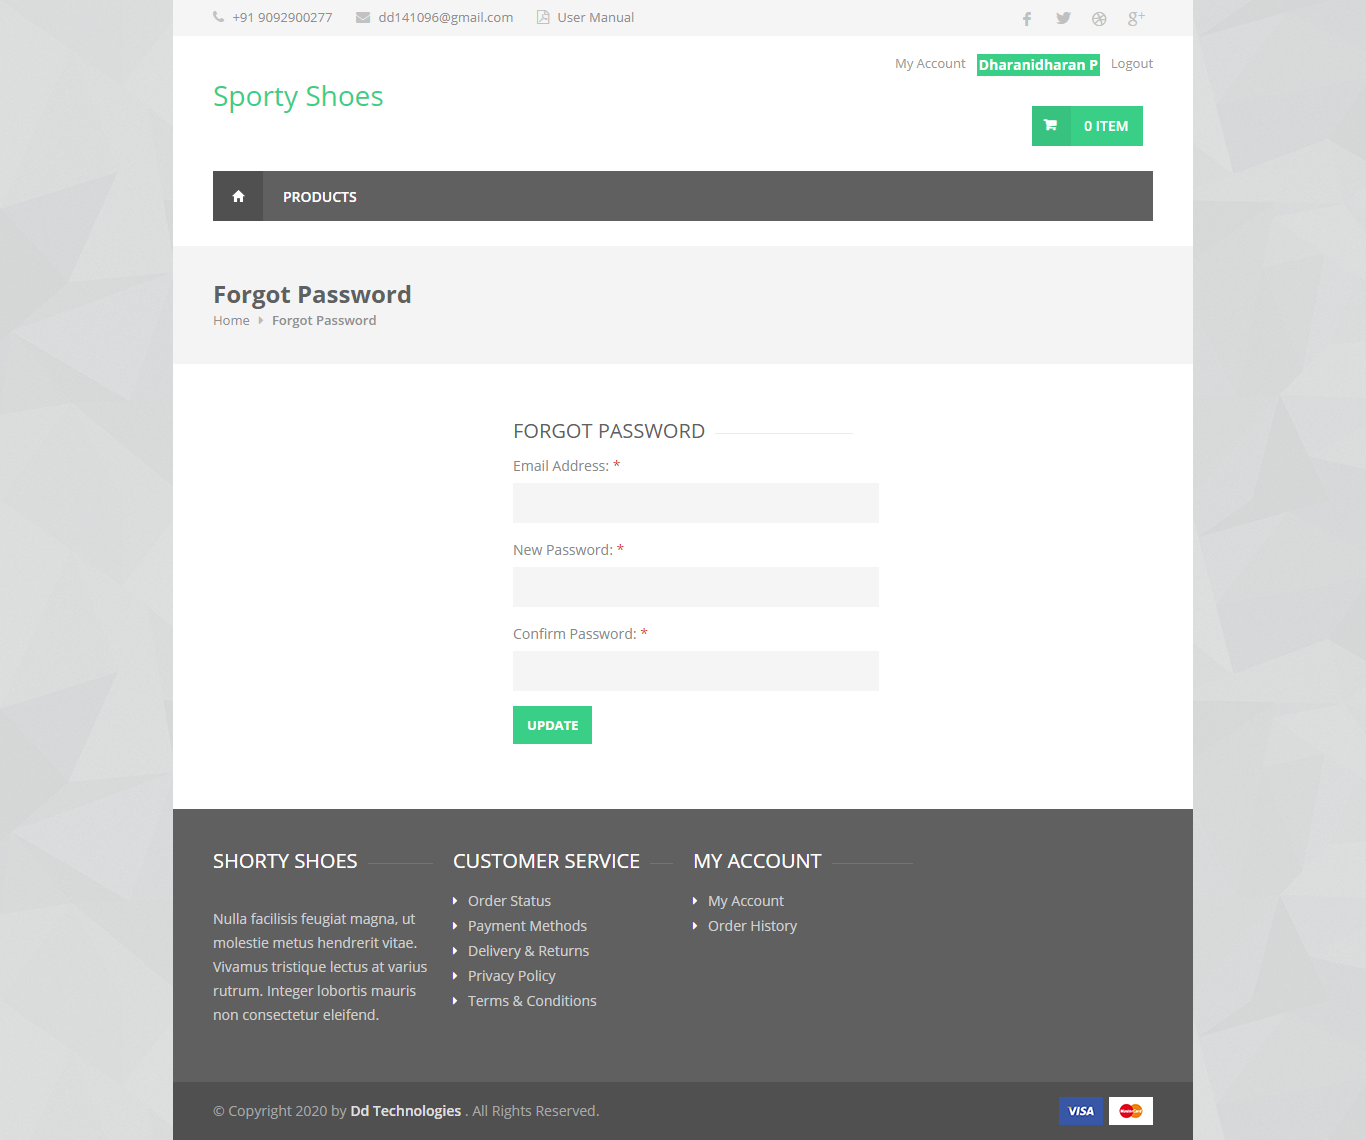 +91 9092900277 dd141096@gmail.com User Manual
My Account Dharanidharan P Logout
Sporty Shoes
0 ITEM
PRODUCTS
Forgot Password
Home Forgot Password
FORGOT PASSWORD
Email Address: *
New Password: *
Confirm Password: *
UPDATE
SHORTY SHOES
Nulla facilisis feugiat magna, ut
molestie metus hendrerit vitae.
Vivamus tristique lectus at varius
rutrum. Integer lobortis mauris
non consectetur eleifend.
CUSTOMER SERVICE
Order Status
Payment Methods
Delivery & Returns
Privacy Policy
Terms & Conditions
MY ACCOUNT
My Account
Order History
© Copyright 2020 by Dd Technologies . All Rights Reserved.
VISA MasterCard